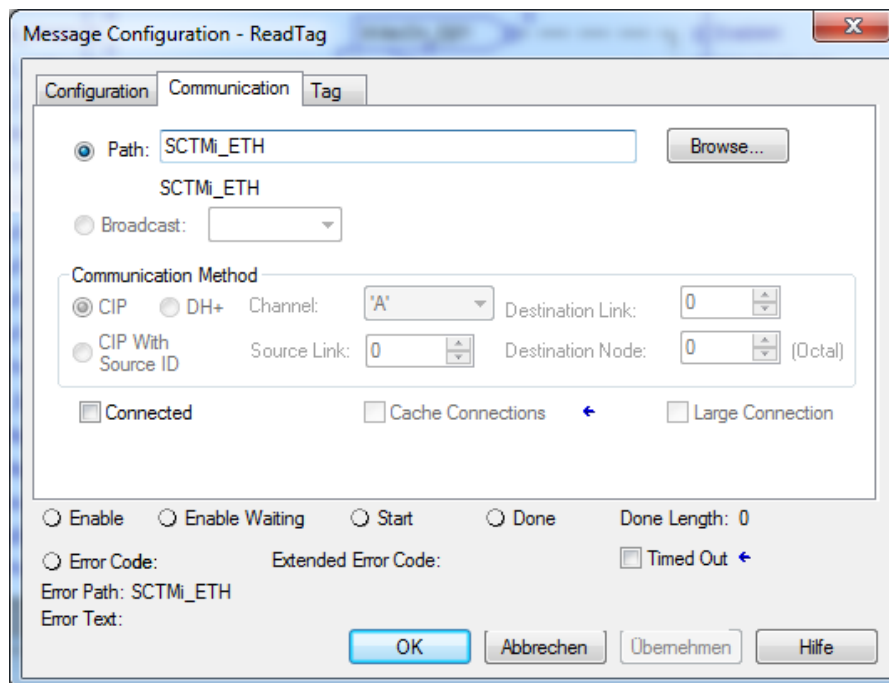 Message Configuration - ReadTag
Configuration Communication Tag
Path: SCTMi_ETH Browse...
SCTMi_ETH
Broadcast:
Communication Method
CIP DH+ Channel: 'A' Destination Link: 0
CIP With
Source ID Source Link: 0 Destination Node: 0 (Octal)
Connected Cache Connections Large Connection
Enable Enable Waiting Start Done Done Length: 0
Error Code: Extended Error Code: Timed Out
Error Path: SCTMi_ETH
Error Text:
OK Abbrechen Übernehmen Hilfe